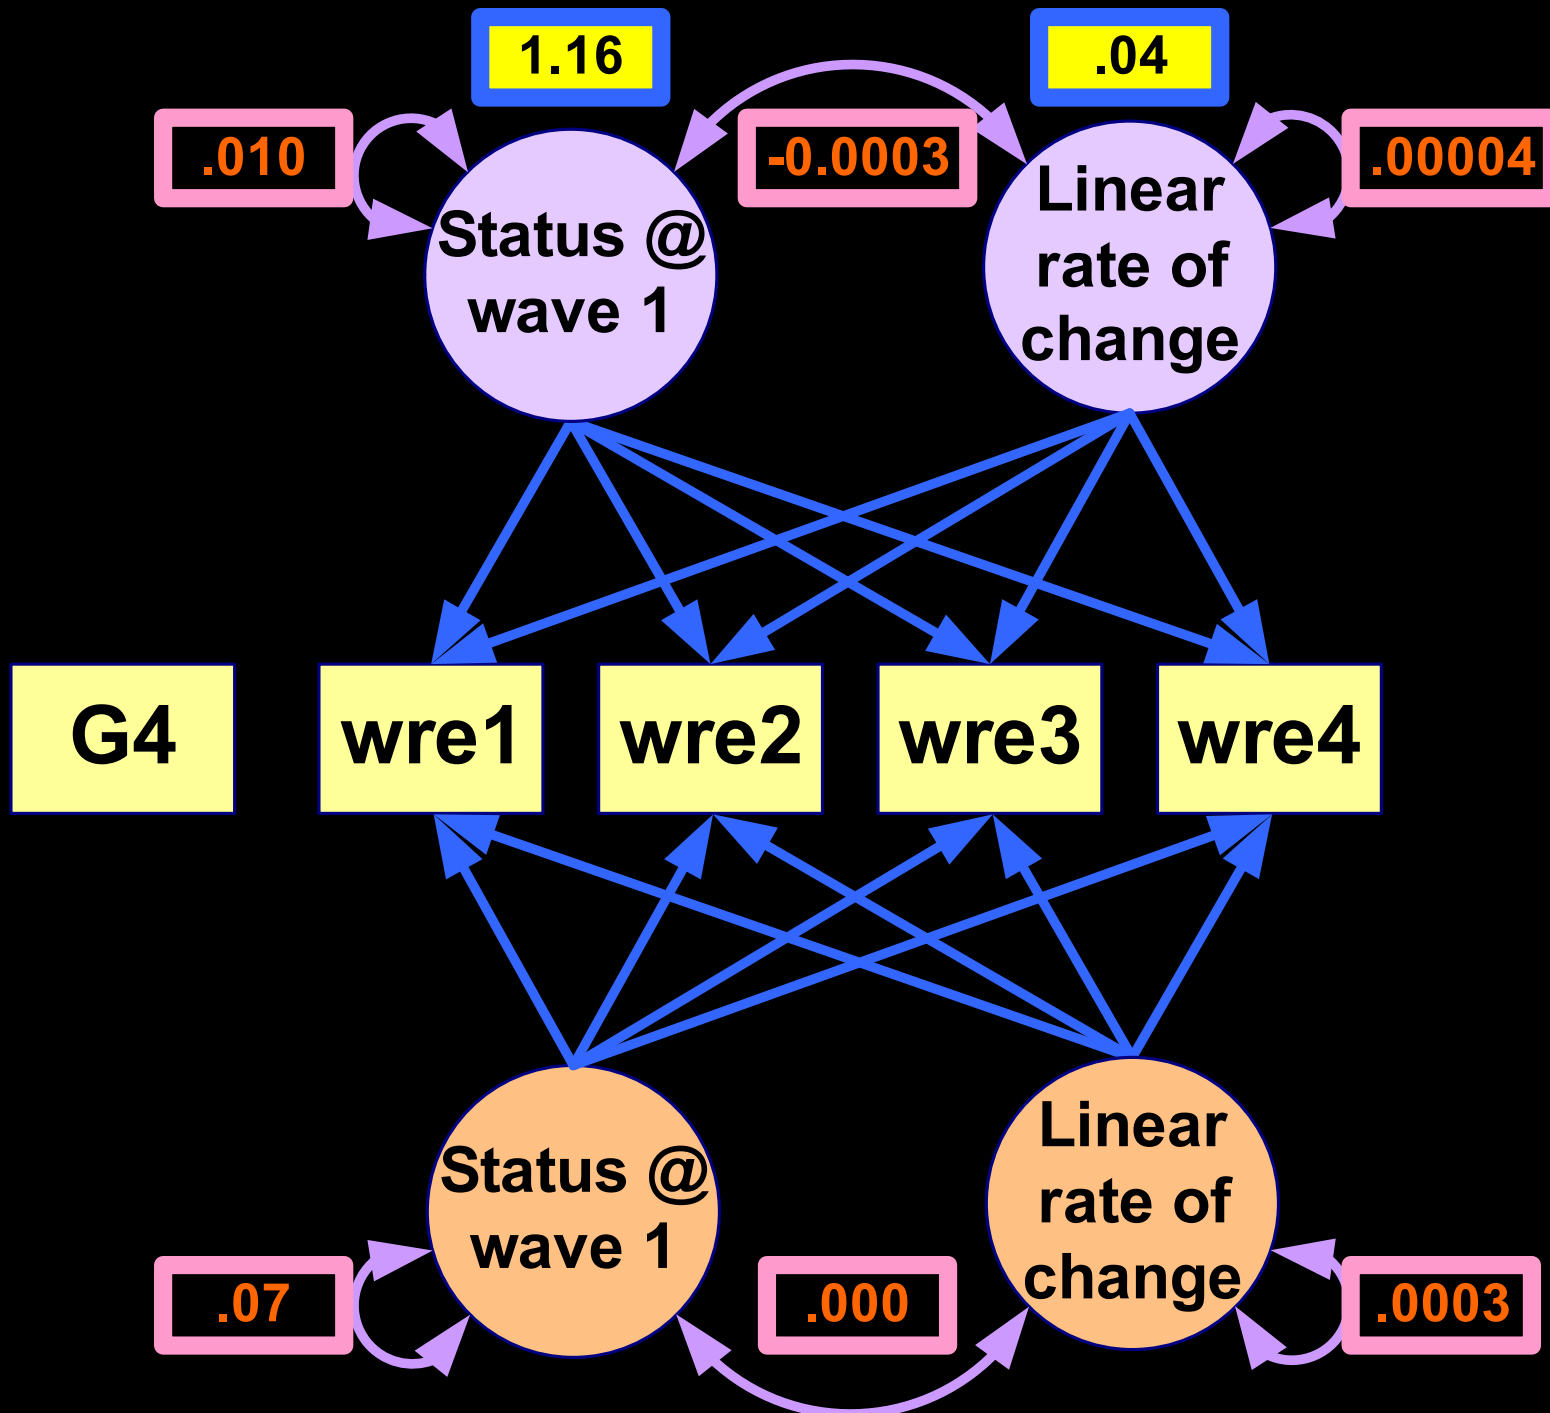 1.16
.04
.010
-0.0003
.00004
Status @
wave 1
Linear
rate of
change
G4
wre1
wre2
wre3
wre4
Status @
wave 1
Linear
rate of
change
.07
.000
.0003